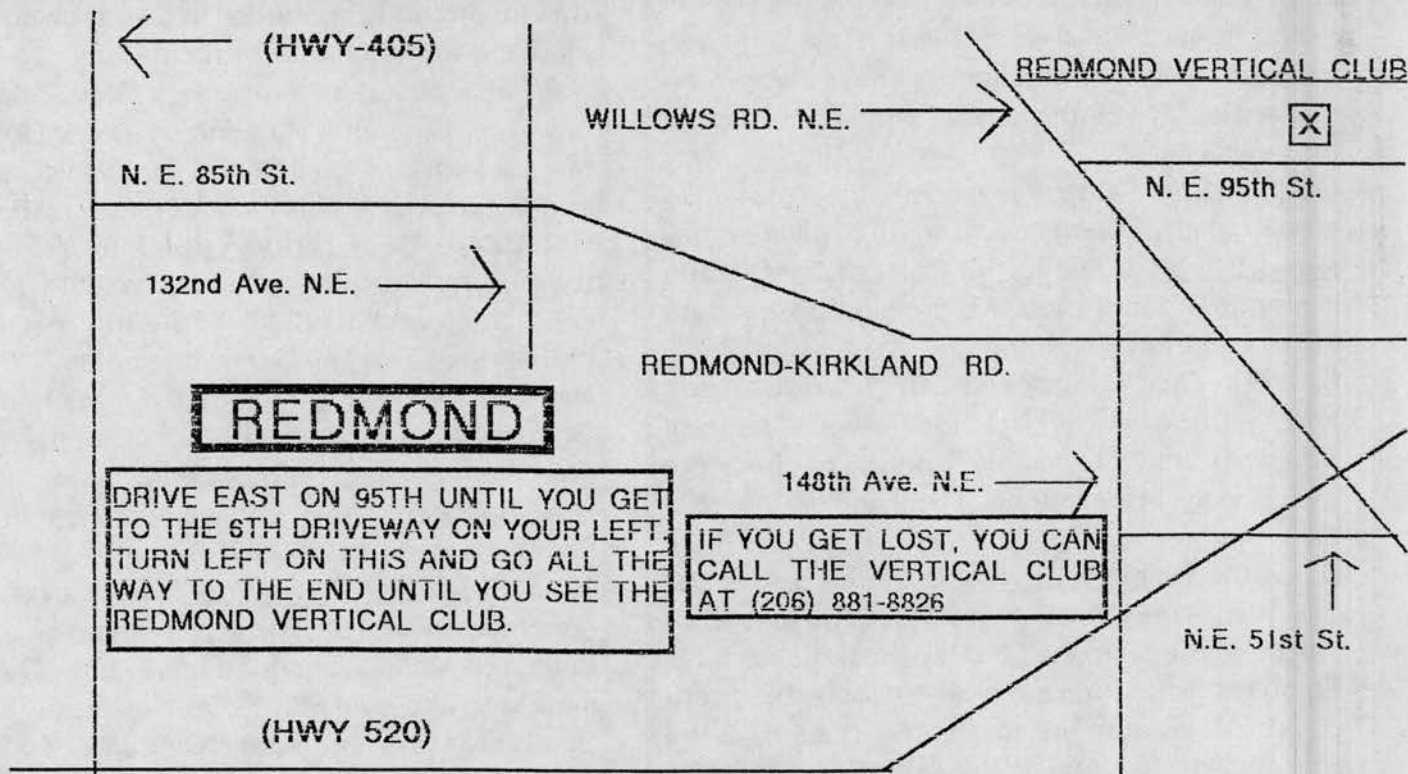 (HWY-405)
REDMOND VERTICAL CLUB
WILLOWS RD. N.E.
X
N. E. 85th St.
N. E. 95th St.
132nd Ave. N.E.
REDMOND-KIRKLAND RD.
REDMOND
DRIVE EAST ON 95TH UNTIL YOU GET
TO THE 6TH DRIVEWAY ON YOUR LEFT.
TURN LEFT ON THIS AND GO ALL THE
WAY TO THE END UNTIL YOU SEE THE
REDMOND VERTICAL CLUB.
148th Ave. N.E.
IF YOU GET LOST, YOU CAN
CALL THE VERTICAL CLUB
AT (206) 881-8826
N.E. 51st St.
(HWY 520)